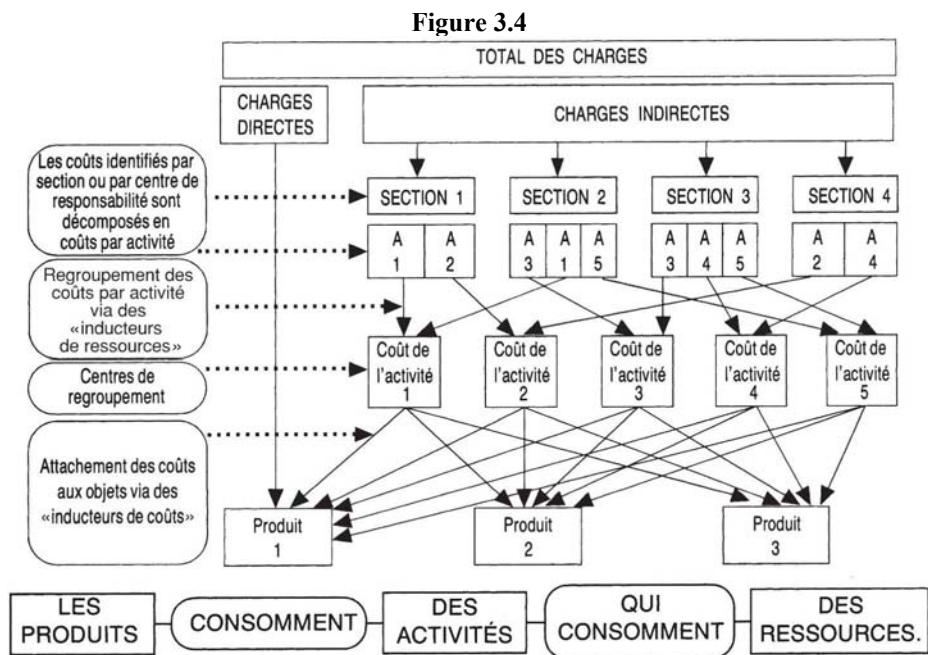 Figure 3.4
TOTAL DES CHARGES
CHARGES
DIRECTES
CHARGES INDIRECTES
Les coûts identifiés par
section ou par centre de
responsabilité sont
décomposés en
coûts par activité
SECTION 1
SECTION 2
SECTION 3
SECTION 4
A
1
A
2
A
3
A
1
A
5
A
3
A
4
A
5
A
2
A
4
Regroupement des
coûts par activité
via des
«inducteurs
de ressources»
Centres de
regroupement
Coût de
l'activité
1
Coût de
l'activité
2
Coût de
l'activité
3
Coût de
l'activité
4
Coût de
l'activité
5
Attachement des coûts
aux objets via des
«inducteurs de coûts»
Produit
1
Produit
2
Produit
3
LES
PRODUITS
CONSOMMENT
DES
ACTIVITÉS
QUI
CONSOMMENT
DES
RESSOURCES.